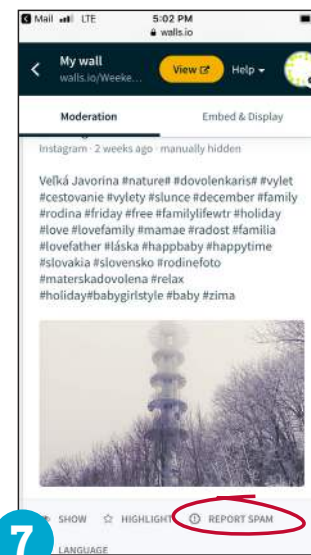 Mail LTE 5:02 PM
walls.io
My wall
walls.io/Weeke...
View
Help
Moderation Embed & Display
Instagram · 2 weeks ago · manually hidden
Veľká Javorina #nature# #dovolenkaris# #vylet
#cestovanie #vylety #slunce #december #family
#rodina #friday #free #familylifewtr #holiday
#love #lovefamily #mamae #radost #familia
#lovefather #láska #happbaby #happytime
#slovakia #slovensko #rodinefoto
#materskadovolena #relax
#holiday#babygirlstyle #baby #zima
SHOW HIGHLIGHT REPORT SPAM
7
LANGUAGE